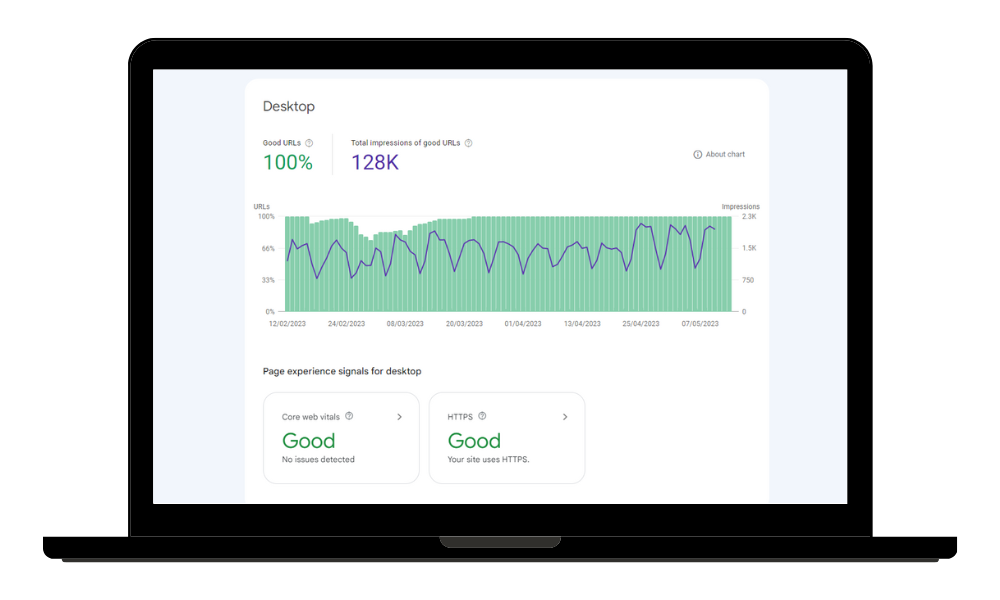 Desktop
Good URLs
Total impressions of good URLs
100%
128K
About chart
URLs
Impressions
100%
2.3K
66%
1.5K
33%
750
0%
0
12/02/2023 24/02/2023 08/03/2023 20/03/2023 01/04/2023 13/04/2023 25/04/2023 07/05/2023
Page experience signals for desktop
Core web vitals
Good
No issues detected
HTTPS
Good
Your site uses HTTPS.